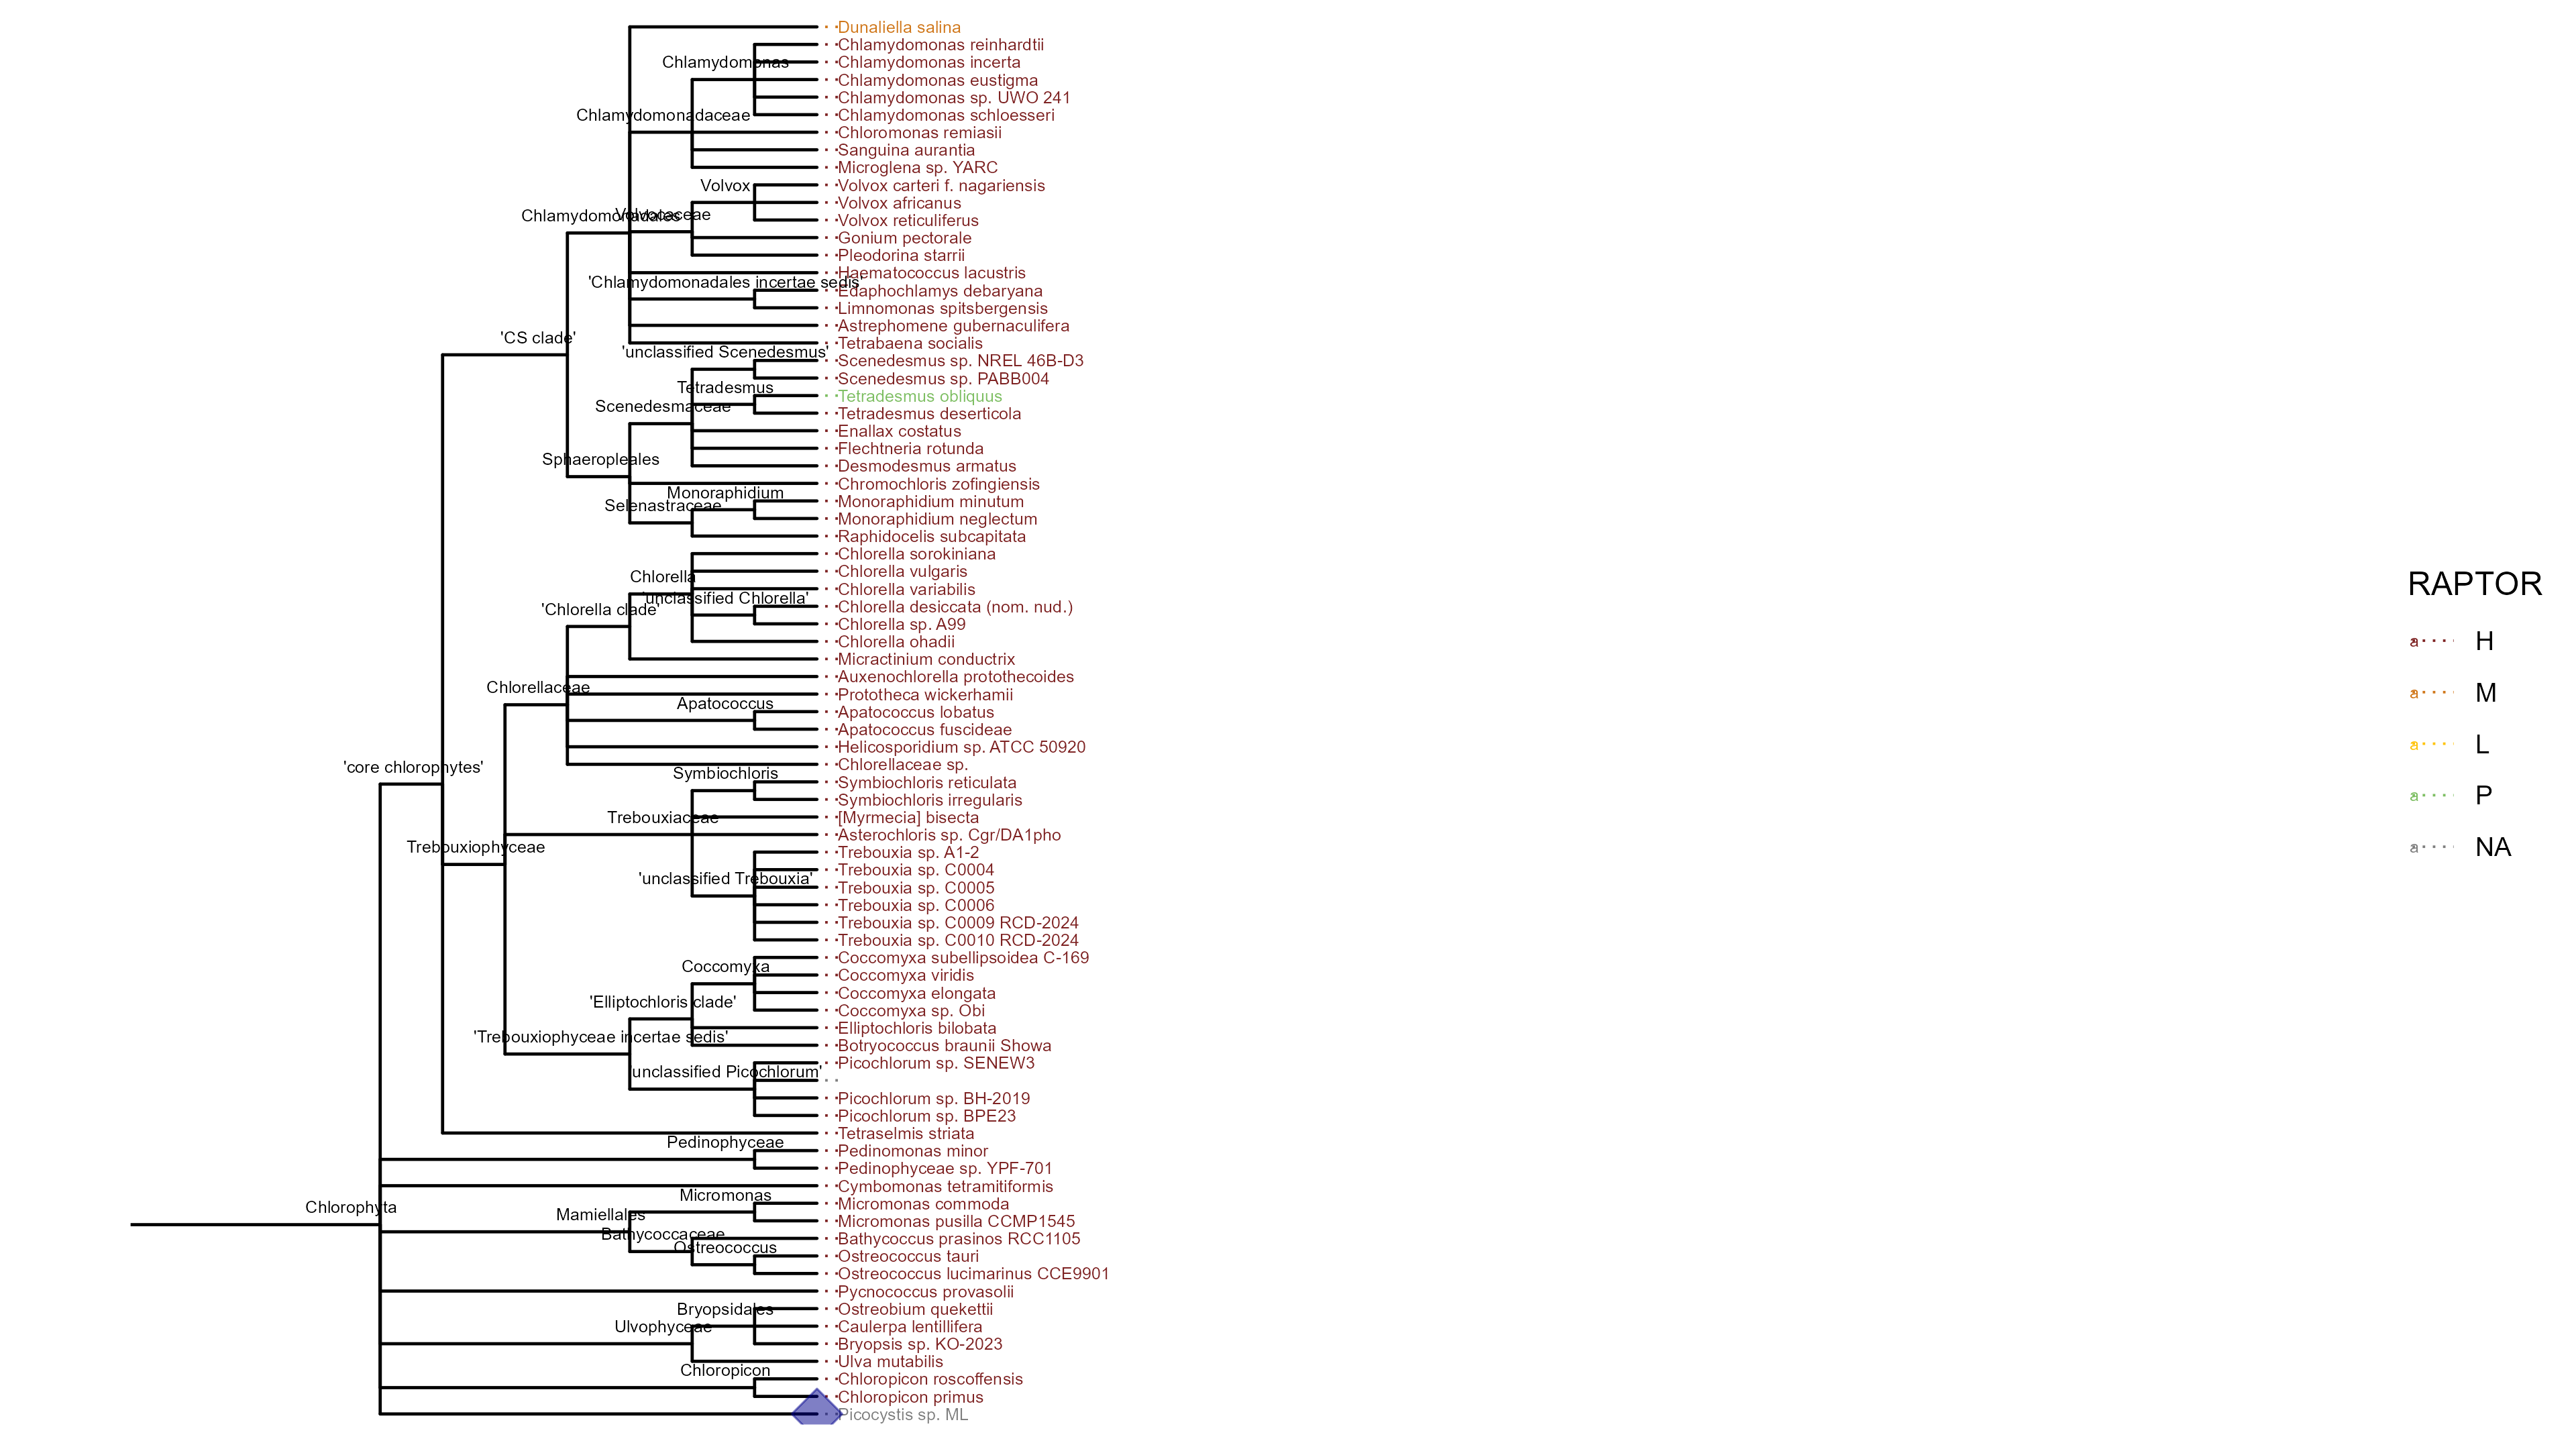 Dunaliella salina
Chlamydomonas reinhardtii
Chlamydomonas
Chlamydomonas incerta
Chlamydomonas eustigma
Chlamydomonas sp. UWO 241
Chlamydomonadaceae
Chlamydomonas schloesseri
Chloromonas remiasii
Sanguina aurantia
Microglena sp. YARC
Volvox
Volvox carteri f. nagariensis
Volvox africanus
Chlamydomonadales
Volvocaceae
Volvox reticuliferus
Gonium pectorale
Pleodorina starrii
Haematococcus lacustris
'Chlamydomonadales incertae sedis'
Edaphochlamys debaryana
Limnomonas spitsbergensis
Astrephomene gubernaculifera
'CS clade'
Tetrabaena socialis
'unclassified Scenedesmus'
Scenedesmus sp. NREL 46B-D3
Scenedesmus sp. PABB004
Tetradesmus
Tetradesmus obliquus
Scenedesmaceae
Tetradesmus deserticola
Enallax costatus
Flechtneria rotunda
Sphaeropleales
Desmodesmus armatus
Chromochloris zofingiensis
Monoraphidium
Monoraphidium minutum
Selenastraceae
Monoraphidium neglectum
Raphidocelis subcapitata
Chlorella sorokiniana
Chlorella
Chlorella vulgaris
Chlorella variabilis
'unclassified Chlorella'
'Chlorella clade'
Chlorella desiccata (nom. nud.)
Chlorella sp. A99
Chlorella ohadii
Micractinium conductrix
Auxenochlorella protothecoides
Chlorellaceae
Prototheca wickerhamii
Apatococcus
Apatococcus lobatus
Apatococcus fuscideae
Helicosporidium sp. ATCC 50920
'core chlorophytes'
Chlorellaceae sp.
Symbiochloris
Symbiochloris reticulata
Symbiochloris irregularis
Trebouxiaceae
[Myrmecia] bisecta
Asterochloris sp. Cgr/DA1pho
Trebouxiophyceae
Trebouxia sp. A1-2
Trebouxia sp. C0004
'unclassified Trebouxia'
Trebouxia sp. C0005
Trebouxia sp. C0006
Trebouxia sp. C0009 RCD-2024
Trebouxia sp. C0010 RCD-2024
Coccomyxa
Coccomyxa subellipsoidea C-169
Coccomyxa viridis
Coccomyxa elongata
'Elliptochloris clade'
Coccomyxa sp. Obi
Elliptochloris bilobata
'Trebouxiophyceae incertae sedis'
Botryococcus braunii Showa
Picochlorum sp. SENEW3
'unclassified Picochlorum'
Picochlorum sp. BH-2019
Picochlorum sp. BPE23
Tetraselmis striata
Pedinophyceae
Pedinomonas minor
Pedinophyceae sp. YPF-701
Cymbomonas tetramitiformis
Micromonas
Micromonas commoda
Chlorophyta
Mamiellales
Micromonas pusilla CCMP1545
Bathycoccaceae
Bathycoccus prasinos RCC1105
Ostreococcus
Ostreococcus tauri
Ostreococcus lucimarinus CCE9901
Pycnococcus provasolii
Bryopsidales
Ostreobium quekettii
Ulvophyceae
Caulerpa lentillifera
Bryopsis sp. KO-2023
Ulva mutabilis
Chloropicon
Chloropicon roscoffensis
Chloropicon primus
Picocystis sp. ML
RAPTOR
a H
a M
a L
a P
a NA